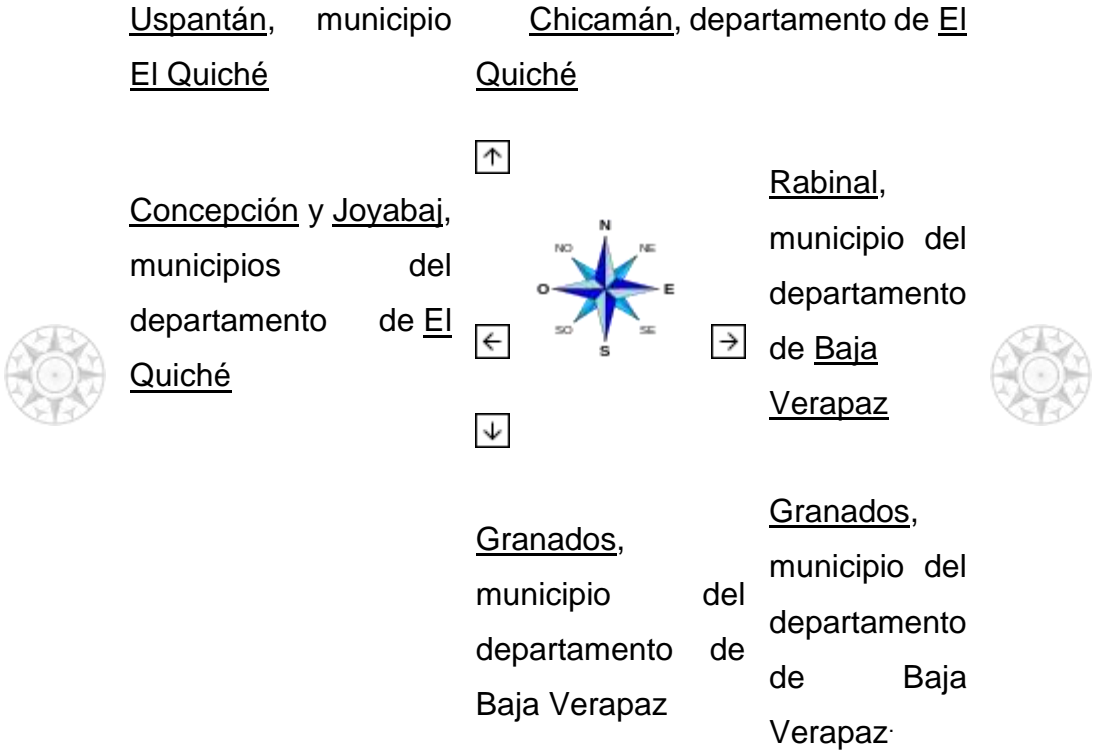 Uspantán, municipio
El Quiché
Chicamán, departamento de El
Quiché
Concepción y Joyabaj,
municipios del
departamento de El
Quiché
N
NO NE
O E
SO SE
S
Rabinal,
municipio del
departamento
de Baja
Verapaz
Granados,
municipio del
departamento de
Baja Verapaz
Granados,
municipio del
departamento
de Baja
Verapaz.